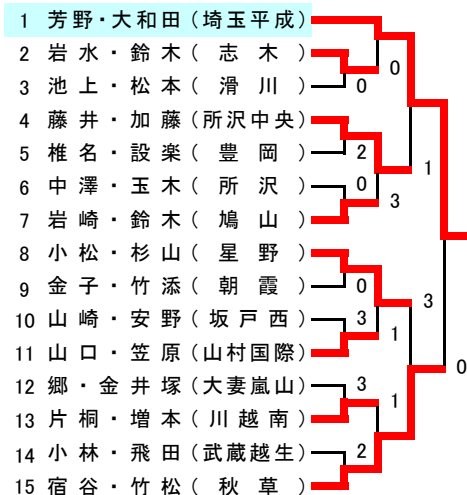 1 芳野・大和田(埼玉平成)
2 岩水・鈴木(志木)
0
3 池上・松本(滑川)
0
4 藤井・加藤(所沢中央)
5 椎名・設楽(豊岡)
2
1
6 中澤・玉木(所沢)
0
3
7 岩崎・鈴木(鳩山)
8 小松・杉山(星野)
9 金子・竹添(朝霞)
0
3
10 山崎・安野(坂戸西)
3
1
11 山口・笠原(山村国際)
0
12 郷・金井塚(大妻嵐山)
3
1
13 片桐・増本(川越南)
14 小林・飛田(武蔵越生)
2
15 宿谷・竹松(秋草)